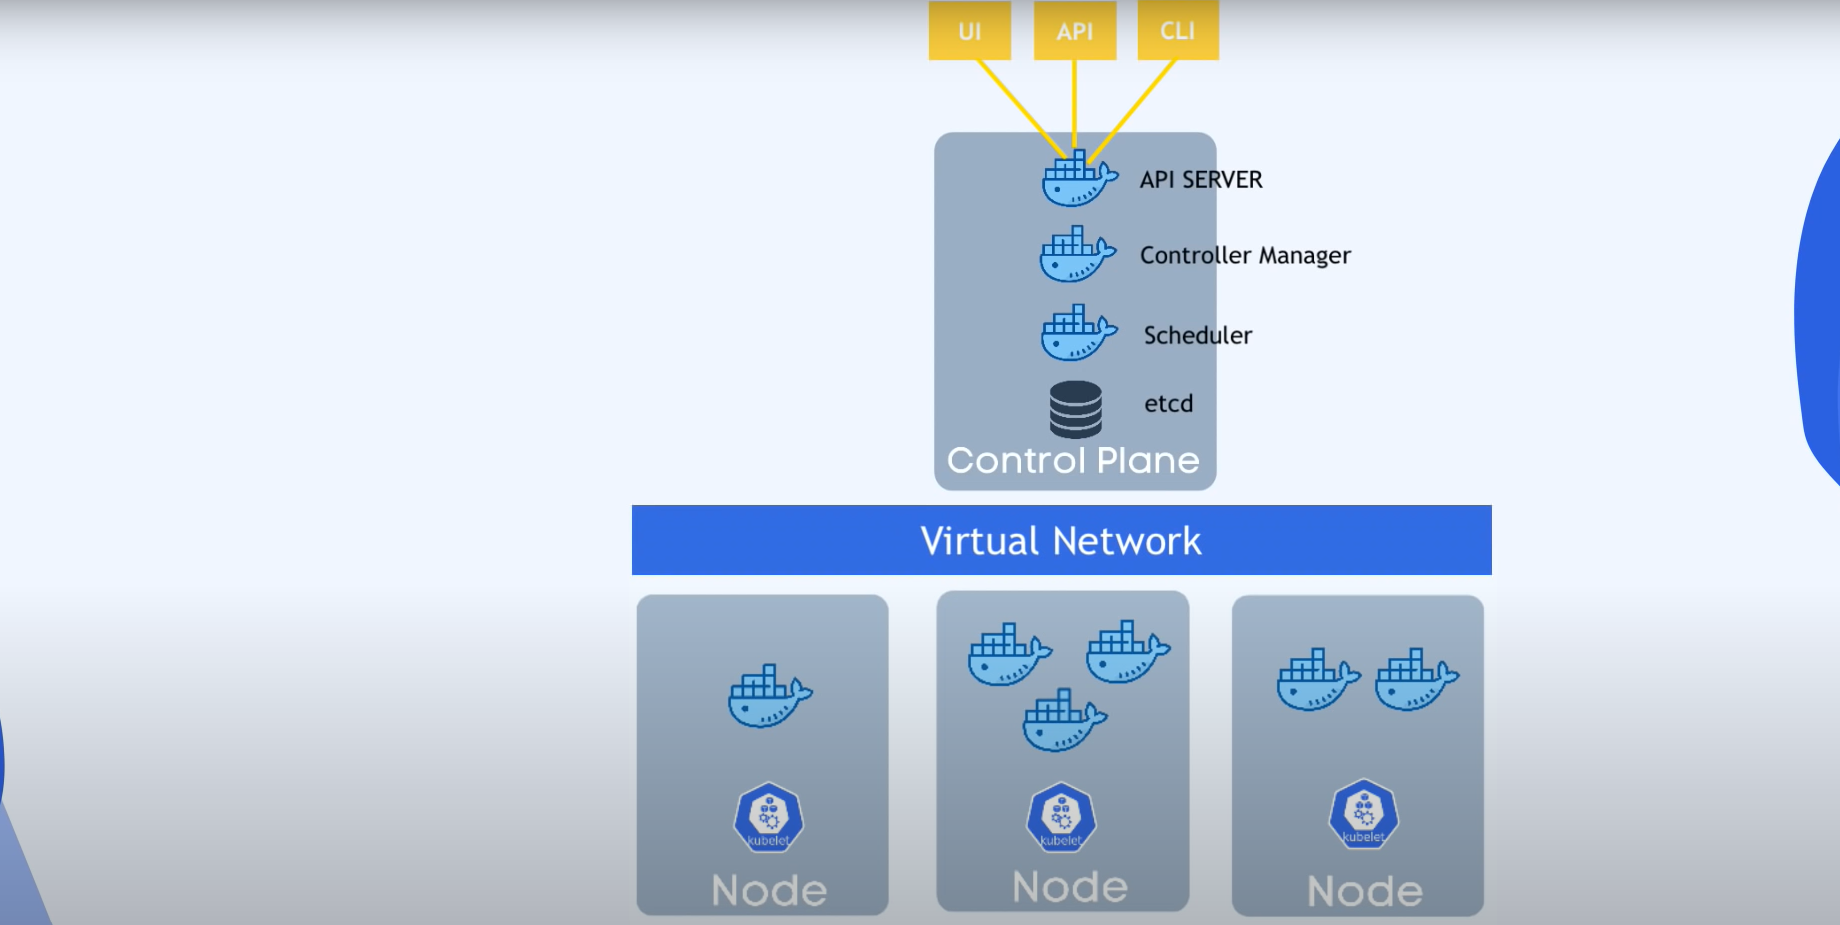 UI
API
CLI
API SERVER
Controller Manager
Scheduler
etcd
Control Plane
Virtual Network
kubelet
Node
kubelet
Node
kubelet
Node